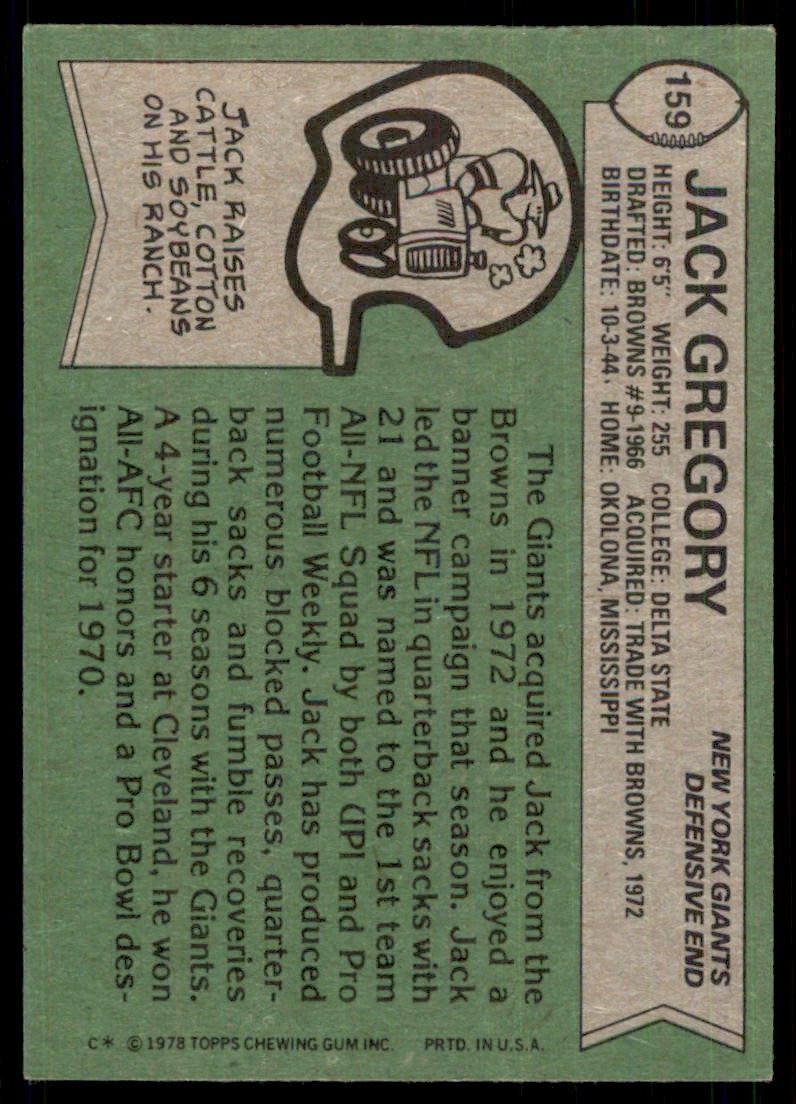 159
JACK GREGORY
NEW YORK GIANTS
DEFENSIVE END
HEIGHT: 6'5" WEIGHT: 255 COLLEGE: DELTA STATE
DRAFTED: BROWNS #9-1966 ACQUIRED: TRADE WITH BROWNS, 1972
BIRTHDATE: 10-3-44, HOME: OKOLONA, MISSISSIPPI
JACK RAISES
CATTLE, COTTON
AND SOYBEANS
ON HIS RANCH.
The Giants acquired Jack from the
Browns in 1972 and he enjoyed a
banner campaign that season. Jack
led the NFL in quarterback sacks with
21 and was named to the 1st team
All-NFL Squad by both UPI and Pro
Football Weekly. Jack has produced
numerous blocked passes, quarter-
back sacks and fumble recoveries
during his 6 seasons with the Giants.
A 4-year starter at Cleveland, he won
All-AFC honors and a Pro Bowl des-
ignation for 1970.
C* © 1978 TOPPS CHEWING GUM INC. PRTD. IN U.S.A.